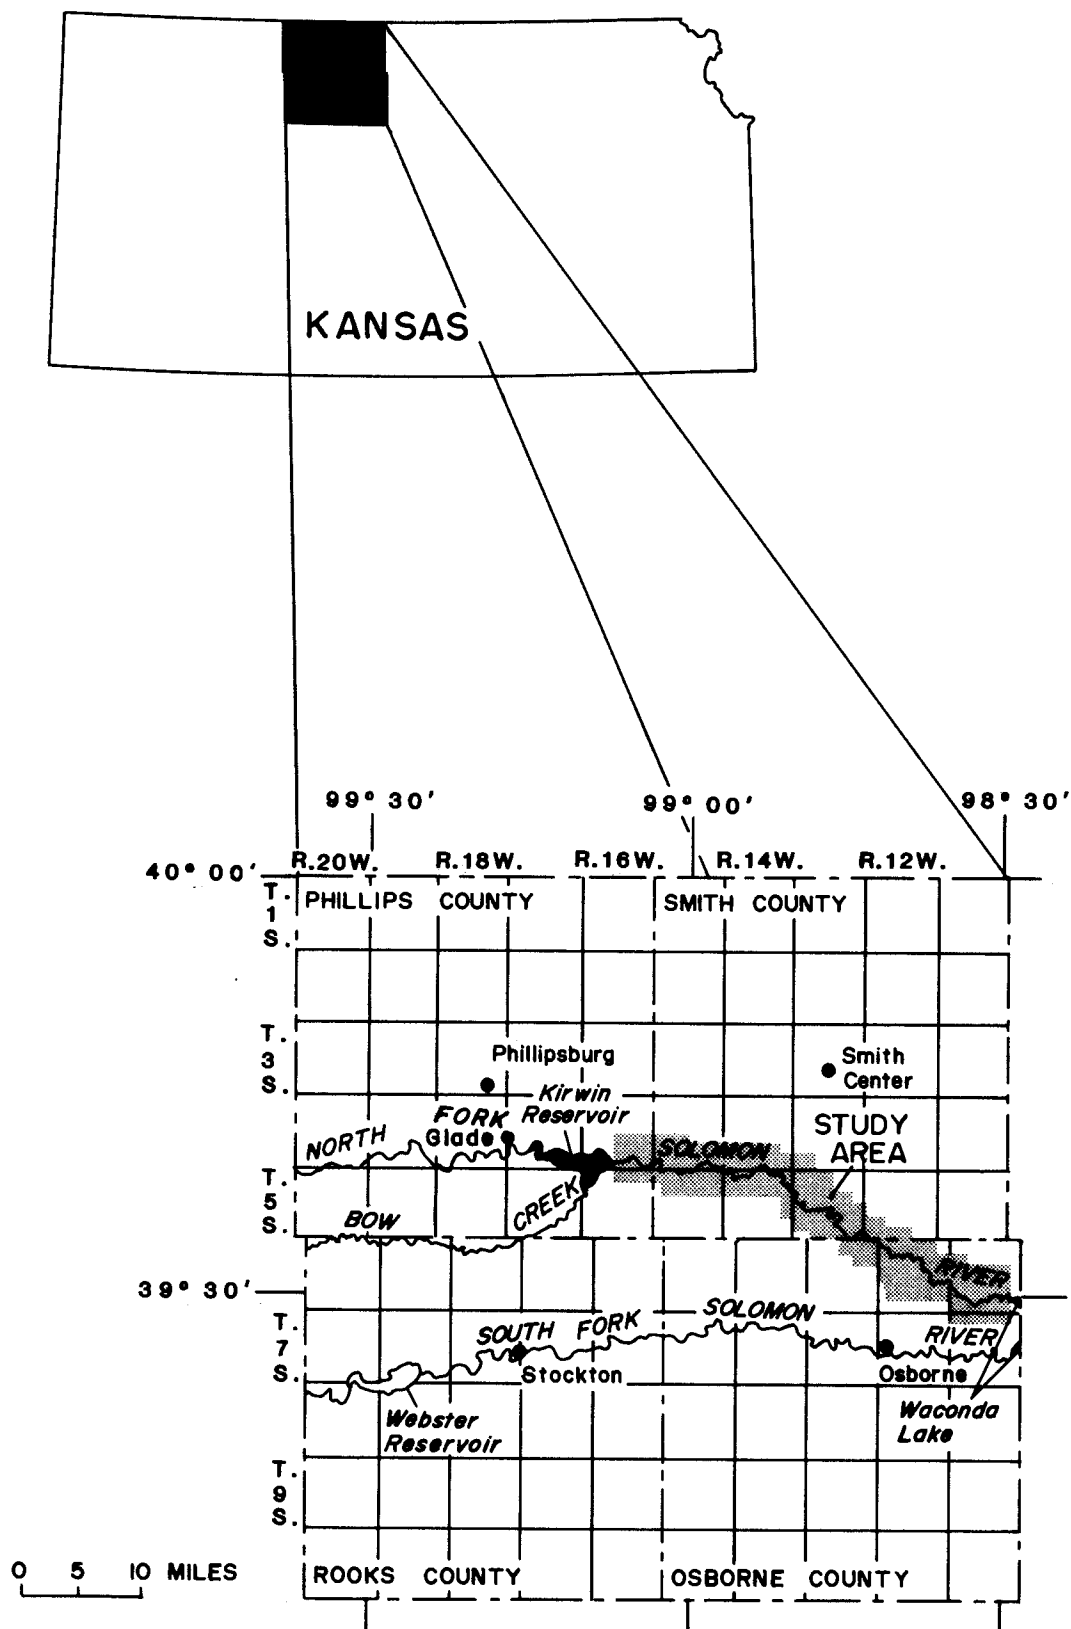 KANSAS
99° 30'
99° 00'
98° 30'
40° 00'
R.20W.
R.18W.
R.16W.
R.14W.
R.12W.
T.
1
S.
PHILLIPS COUNTY
SMITH COUNTY
T.
3
S.
Phillipsburg
Smith
Center
Kirwin
Reservoir
NORTH
FORK
Glade
SOLOMON
STUDY
AREA
T.
5
S.
BOW
CREEK
RIVER
39° 30'
T.
7
S.
SOUTH FORK
SOLOMON
RIVER
Stockton
Osborne
Webster
Reservoir
Waconda
Lake
T.
9
S.
0 5 10 MILES
ROOKS COUNTY
OSBORNE COUNTY